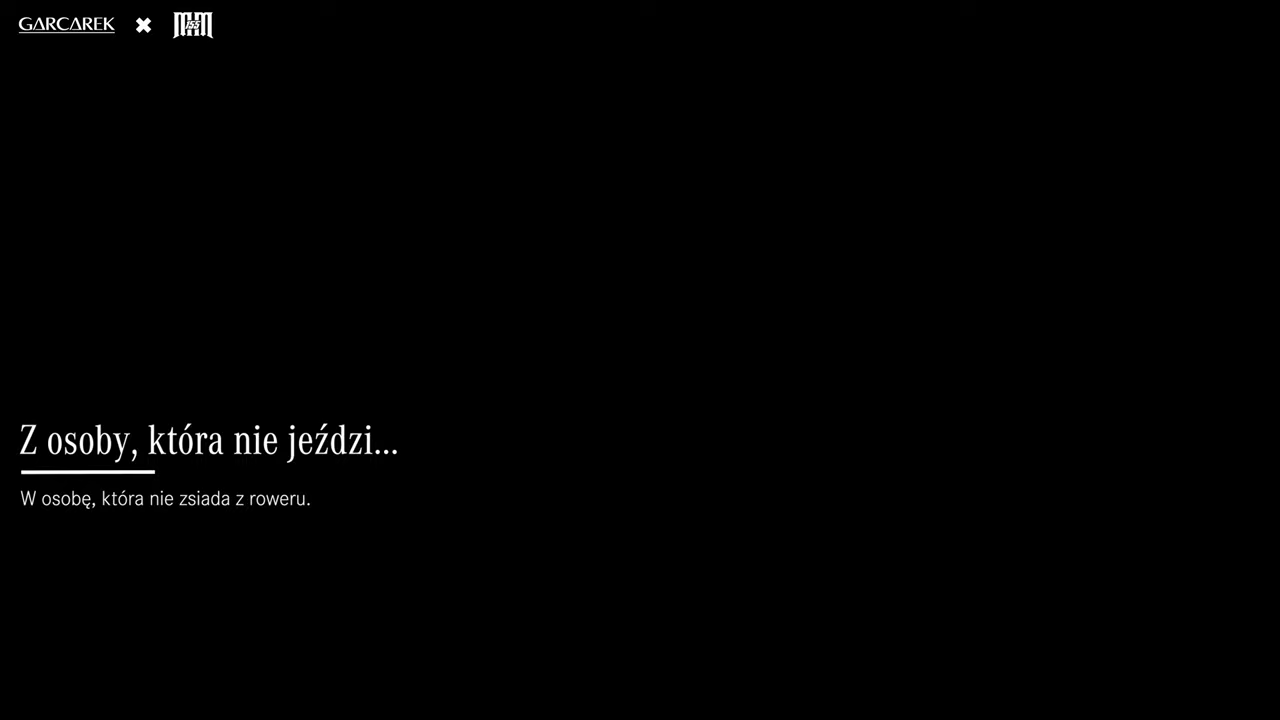 GARCAREK
Z osoby, która nie jeździ...
W osobę, która nie zsiada z roweru.